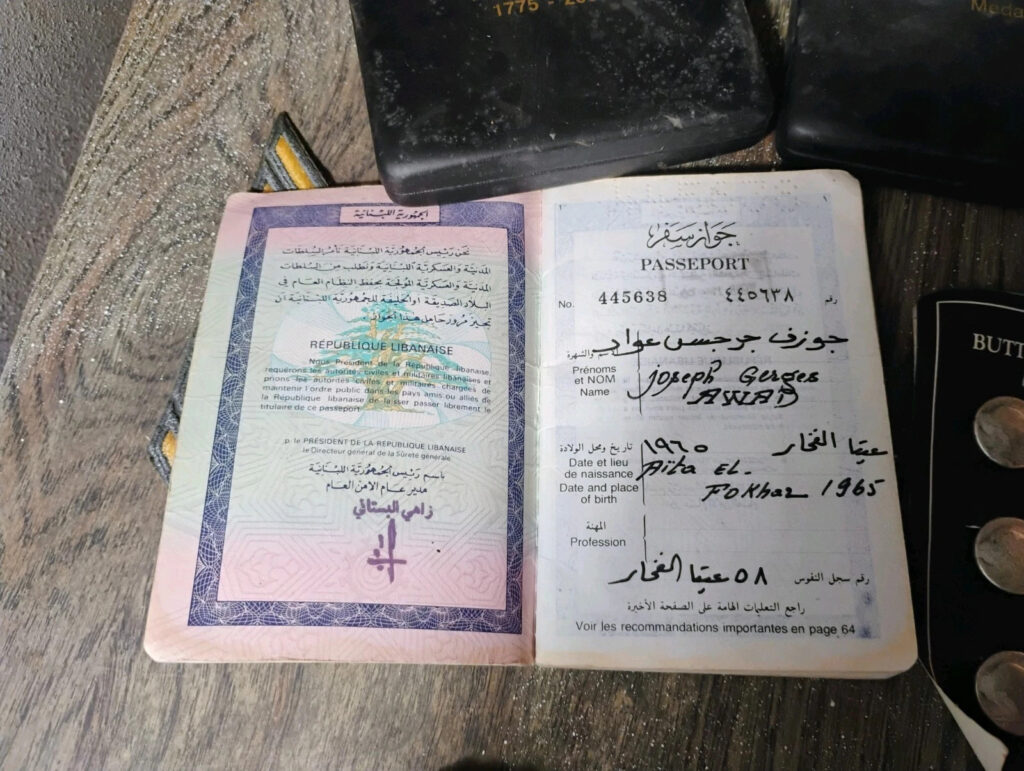 1775 - 
Meda
الجمهورية اللبنانية
نحن رئيس الجمهورية اللبنانية نأمر السلطات
المدنية والعسكرية اللبنانية ونطلب من السلطات
المدنية والعسكرية المولجة بحفظ النظام العام في
البلاد الصديقة او الحليفة للجمهورية اللبنانية ان
تجيز مرور حامل هذا الجواز.
RÉPUBLIQUE LIBANAISE
Nous Président de la République libanaise,
requérons les autorités civiles et militaires libanaises et
prions les autorités civiles et militaires chargées de
maintenir l'ordre public dans les pays amis ou alliés de
la République libanaise de laisser passer librement le
titulaire de ce passeport.
p. le PRÉSIDENT DE LA RÉPUBLIQUE LIBANAISE
le Directeur général de la Sûreté générale
باسم رئيس الجمهورية اللبنانية
مدير عام الامن العام
زاهي البستاني
جواز سفر
PASSEPORT
No. 445638 ٤٤٥٦٣٨ رقم
جوزف جرجس عواد
الاسم والشهرة
Prénoms
et NOM
Name
Joseph Gerges
AWAD
تاريخ ومحل الولادة ١٩٦٥ عيتا الفخار
Date et lieu
de naissance
Date and place
of birth
Aita EL.
Fokhar 1965
المهنة
Profession
رقم سجل النفوس ٥٨ عيتا الفخار
راجع التعليمات الهامة على الصفحة الأخيرة
Voir les recommandations importantes en page 64
BUTT